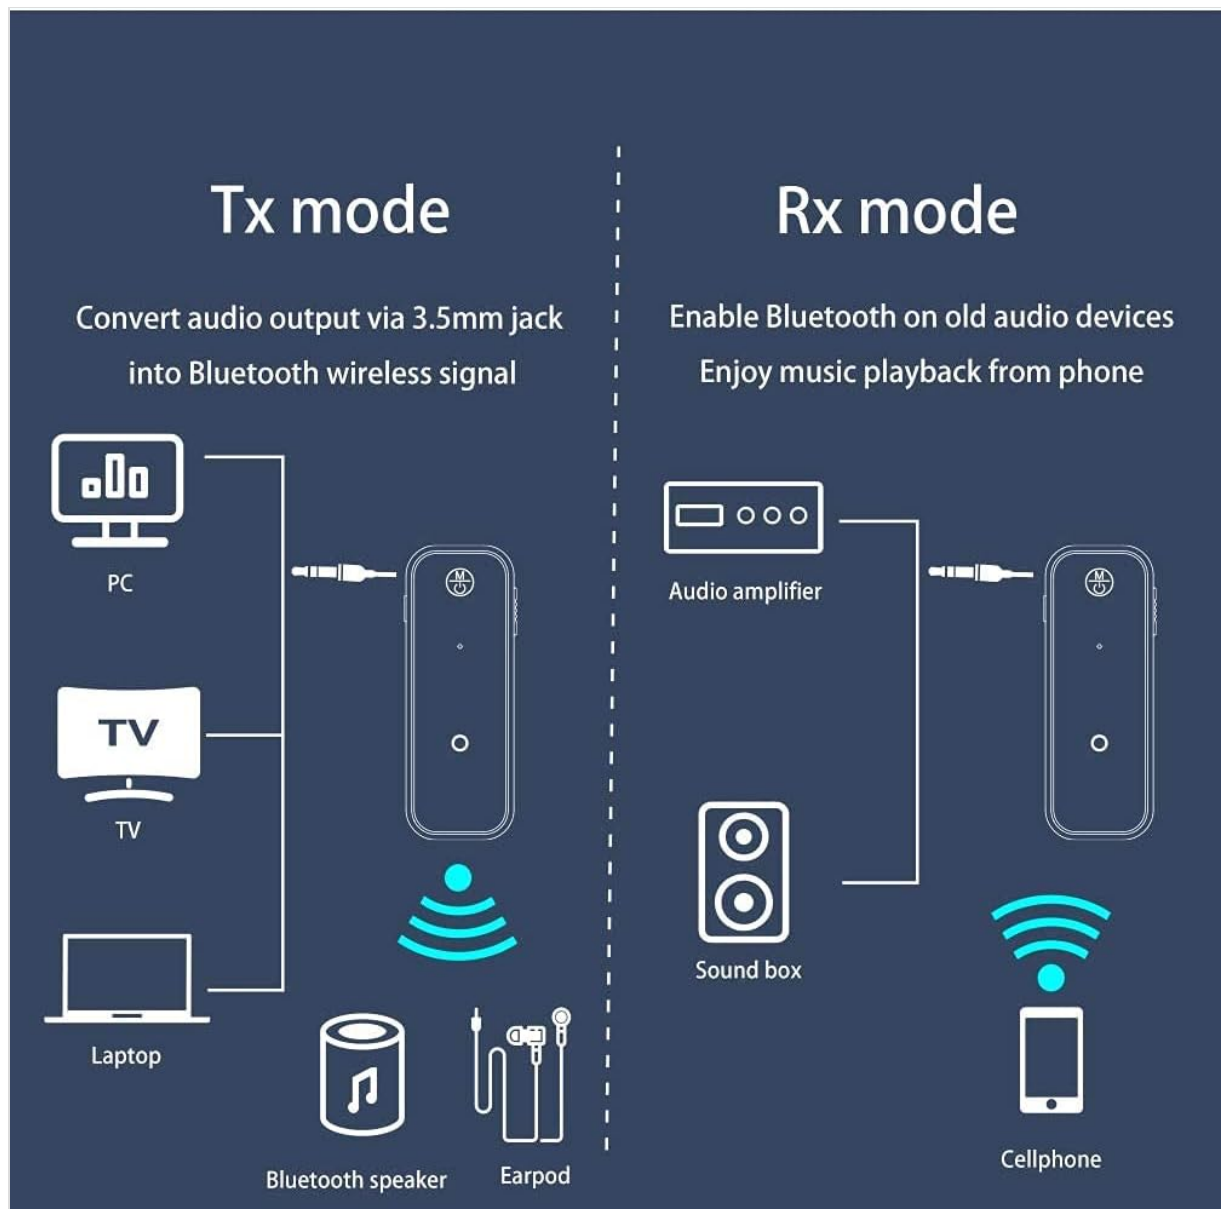 Tx mode
Convert audio output via 3.5mm jack
into Bluetooth wireless signal
PC
M
TV
TV
Laptop
Bluetooth speaker
Earpod
Rx mode
Enable Bluetooth on old audio devices
Enjoy music playback from phone
Audio amplifier
M
Sound box
Cellphone